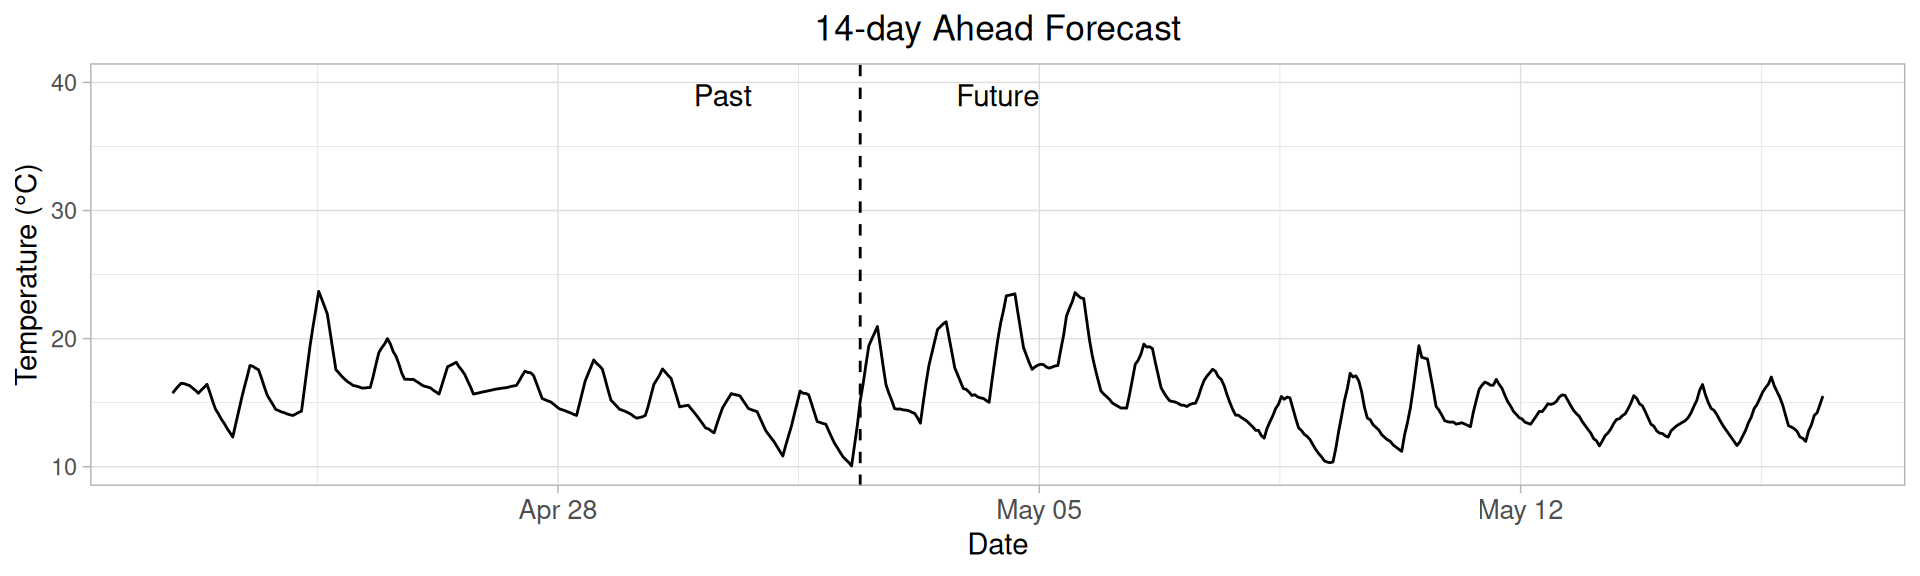 14-day Ahead Forecast
Past
Future
Temperature (°C)
40
30
20
10
Apr 28
May 05
May 12
Date